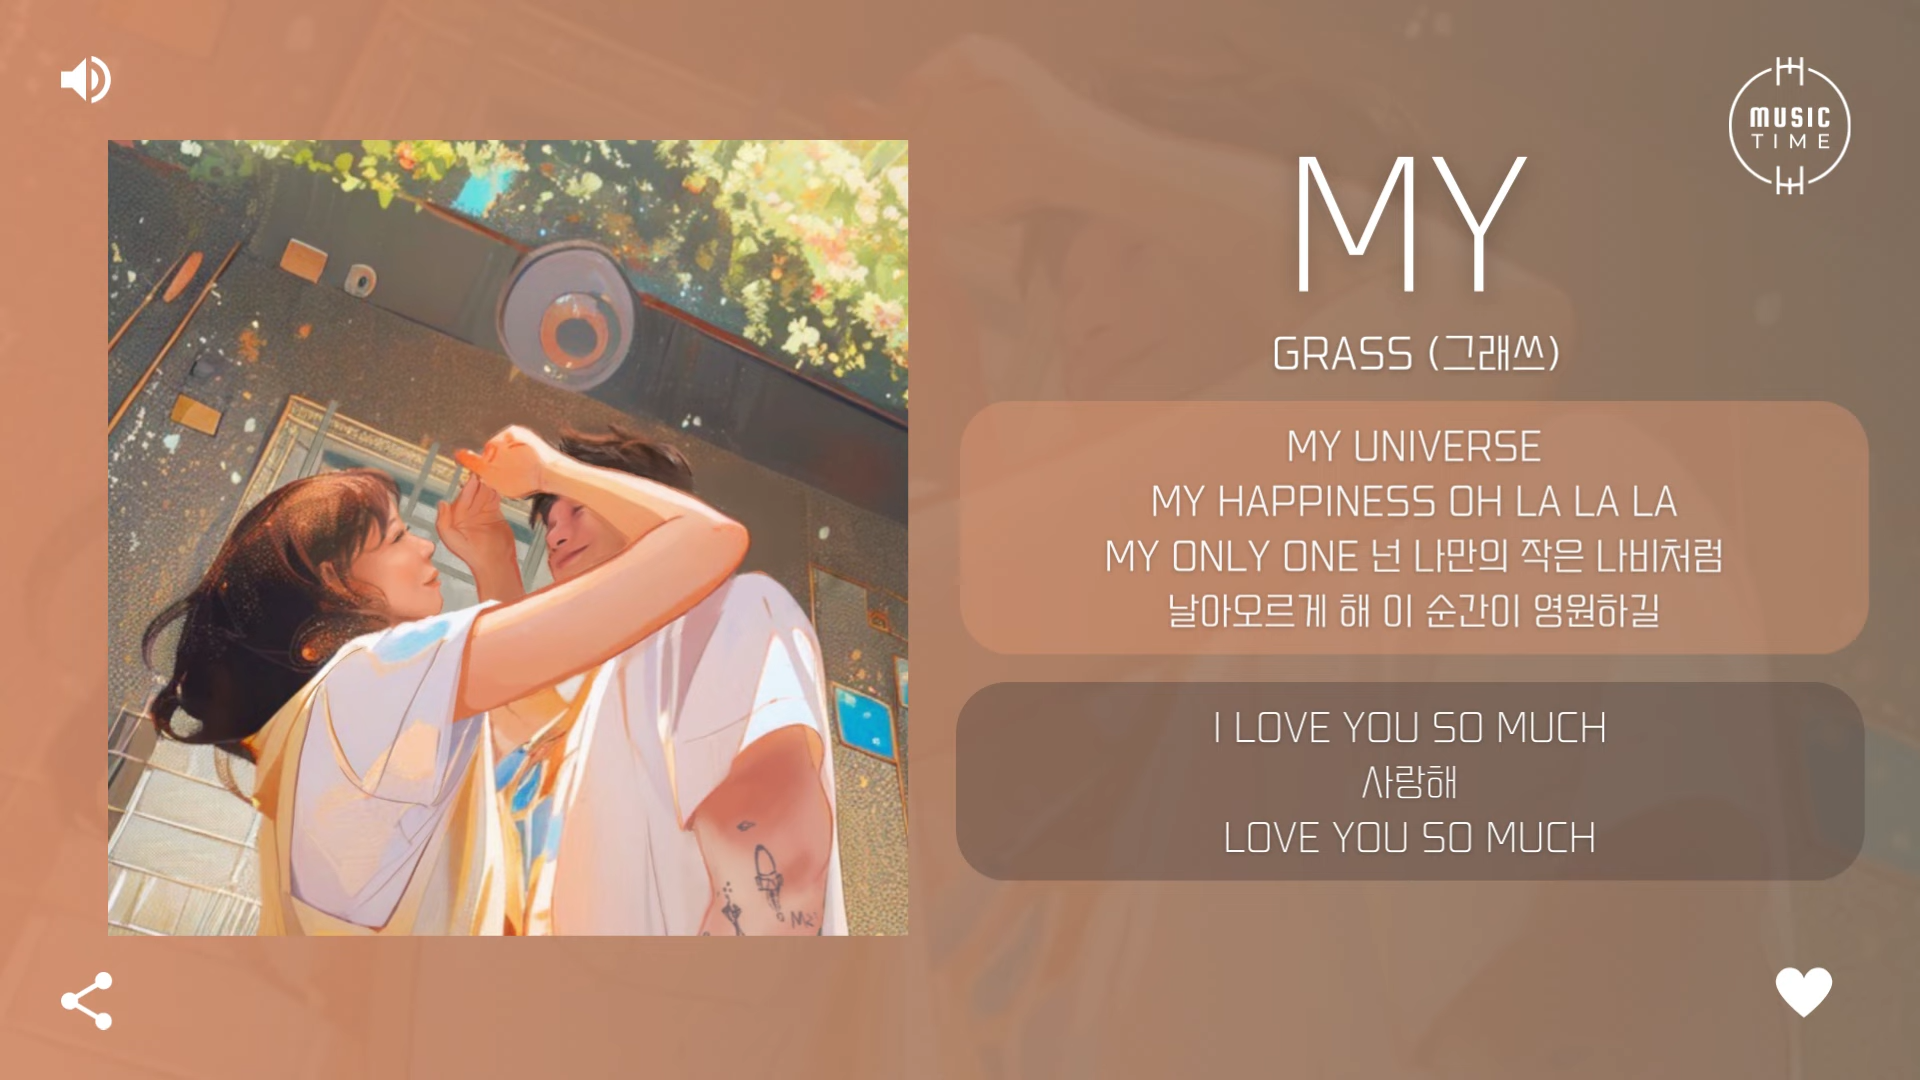 MUSIC
TIME
MY
GRASS (그래쓰)
MY UNIVERSE
MY HAPPINESS OH LA LA LA
MY ONLY ONE 넌 나만의 작은 나비처럼
날아오르게 해 이 순간이 영원하길
I LOVE YOU SO MUCH
사랑해
LOVE YOU SO MUCH